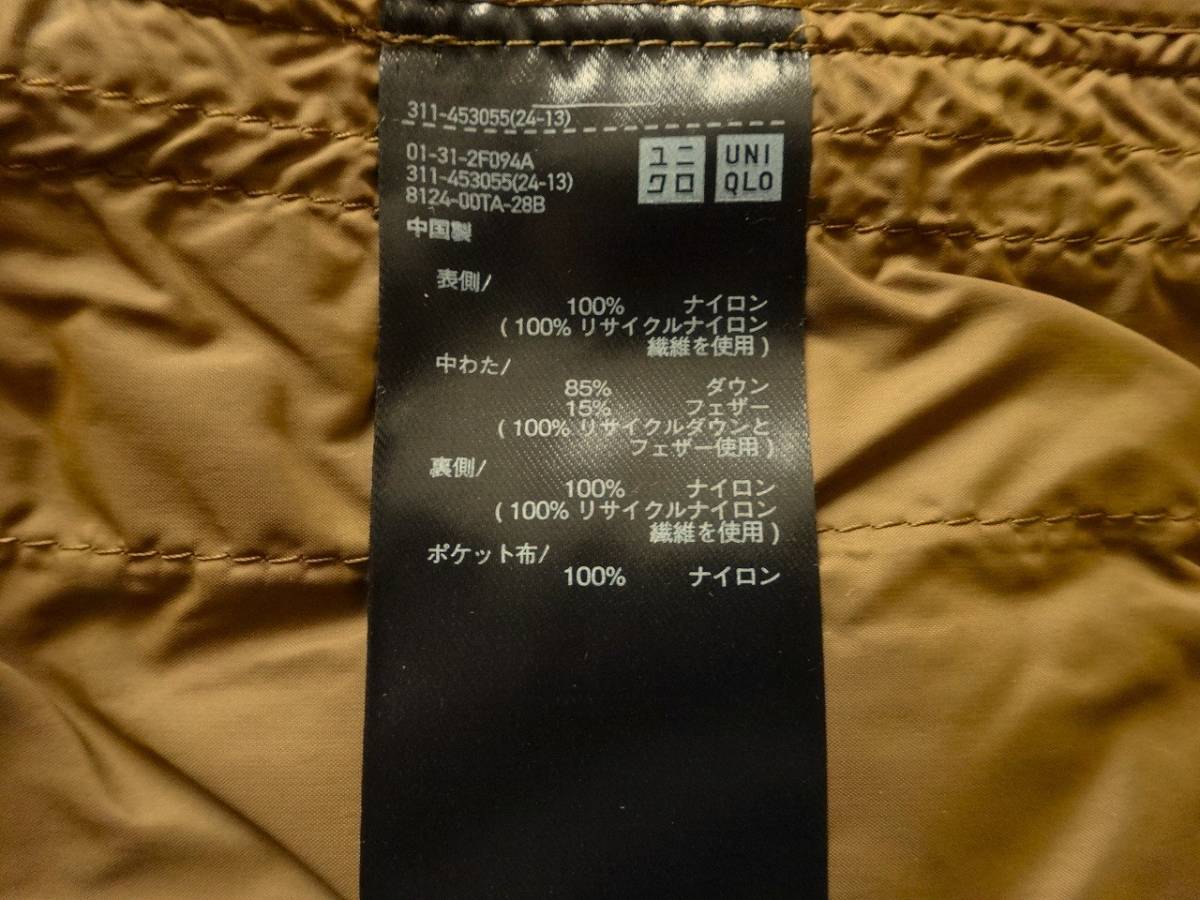 311-453055(24-13)
01-31-2F094A
311-453055(24-13)
8124-00TA-28B
中国製
ユニ
クロ
UNI
QLO
表側/
100% ナイロン
( 100% リサイクルナイロン
繊維を使用 )
中わた/
85% ダウン
15% フェザー
( 100% リサイクルダウンと
フェザー使用 )
裏側/
100% ナイロン
( 100% リサイクルナイロン
繊維を使用 )
ポケット布/
100% ナイロン